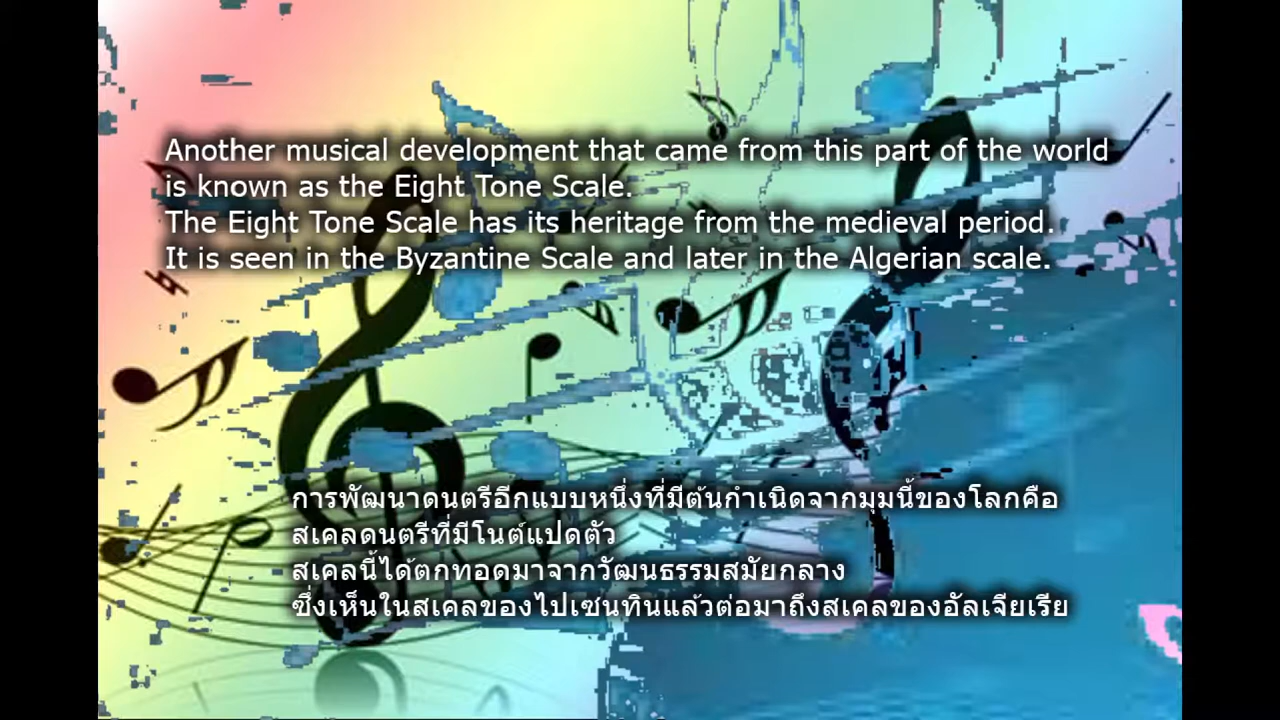 Another musical development that came from this part of the world
is known as the Eight Tone Scale.
The Eight Tone Scale has its heritage from the medieval period.
It is seen in the Byzantine Scale and later in the Algerian scale.
การพัฒนาดนตรีอีกแบบหนึ่งที่มีต้นกำเนิดจากมุมนี้ของโลกคือ
สเคลดนตรีที่มีโนต์แปดตัว
สเคลนี้ได้ตกทอดมาจากวัฒนธรรมสมัยกลาง
ซึ่งเห็นในสเคลของไปเซนทินแล้วต่อมาถึงสเคลของอัลเจียเรีย